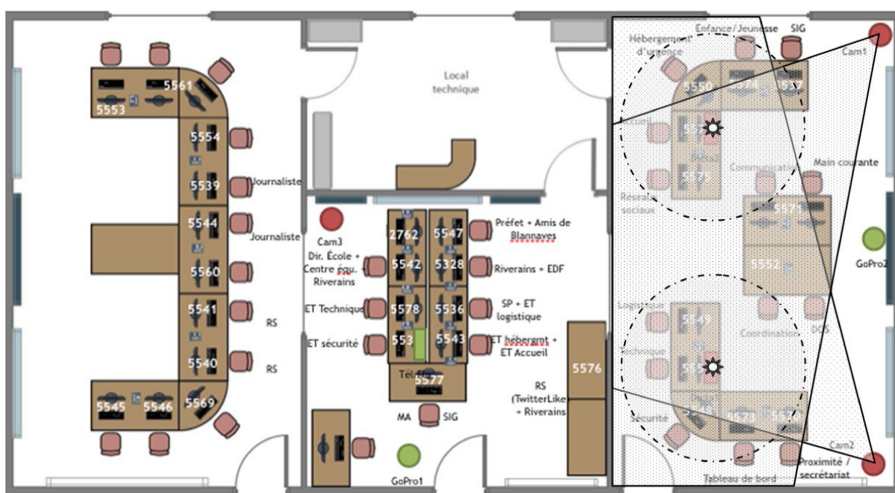 5561
5553
5554
5539
Journaliste
5544
Journaliste
5560
5541
RS
5540
RS
5545
5546
5569
Local
technique
Cam3
Dir. École +
Centre équ. +
Riverains
ET Technique
ET sécurité
2762
5547
5542
5328
5578
5536
5543
Préfet + Amis de
Blannaves
Riverains + EDF
SP + ET
logistique
ET hébergmt +
ET Accueil
5577
MA
SIG
GoPro1
RS
(TwitterLike
+ Riverains
5576
Hébergement
d'urgence
Enfance/Jeunesse
SIG
Cam1
5550
Accueil
5575
Réseaux
sociaux
Communication
Main courante
5571
5552
GoPro2
Logistique
5549
Technique
Coordination
DOS
Sécurité
5573
Cam2
Proximité /
secrétariat
Tableau de bord